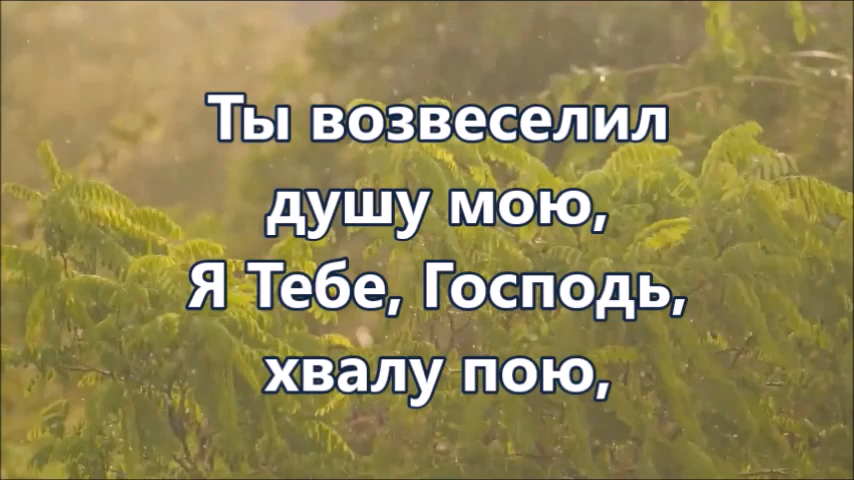 Ты возвеселил
душу мою,
Я Тебе, Господь,
хвалу пою,